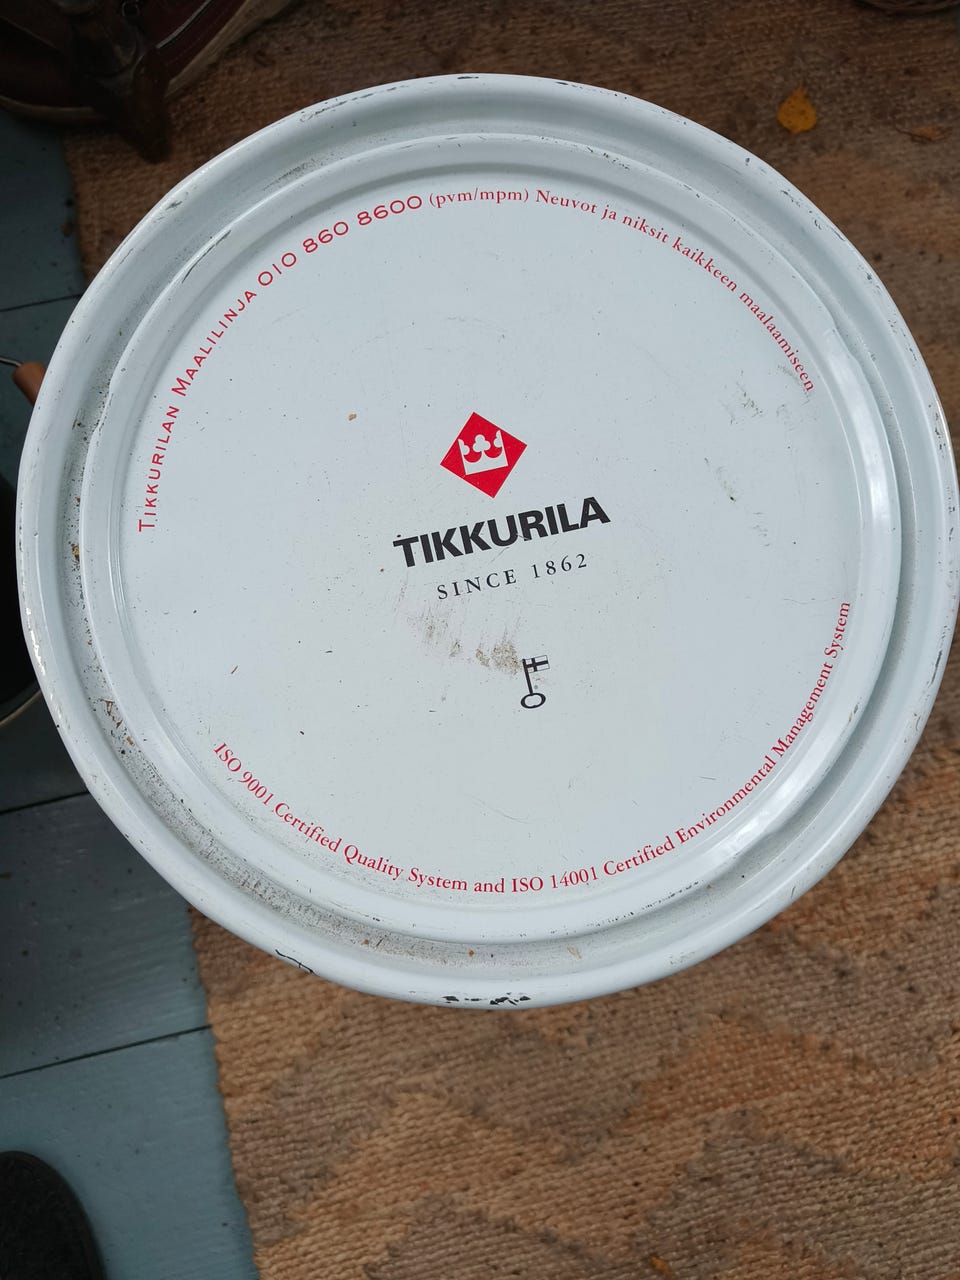 TIKKURILAN MAALILINJA 010 860 8600 (pvm/mpm) Neuvot ja niksit kaikkeen maalaamiseen
TIKKURILA
SINCE 1862
ISO 9001 Certified Quality System and ISO 14001 Certified Environmental Management System